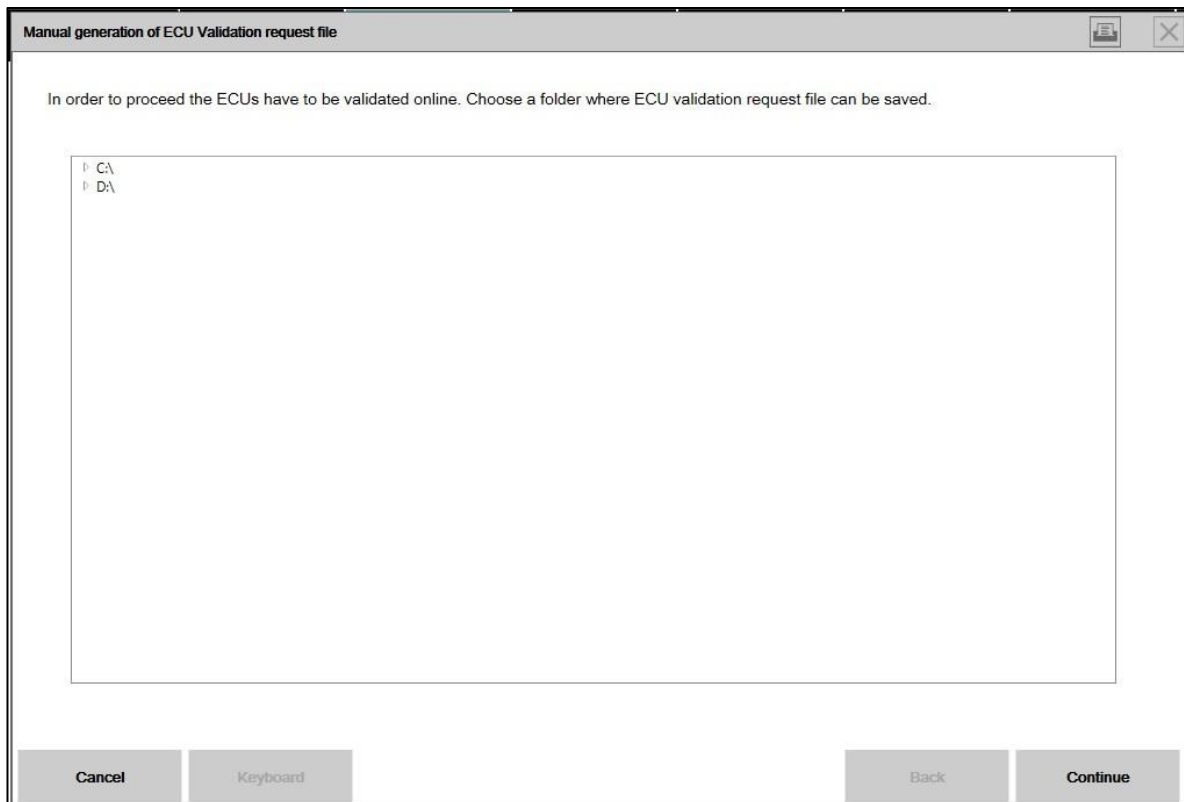 Manual generation of ECU Validation request file
In order to proceed the ECUs have to be validated online. Choose a folder where ECU validation request file can be saved.
C:\
D:\
Cancel
Keyboard
Back
Continue